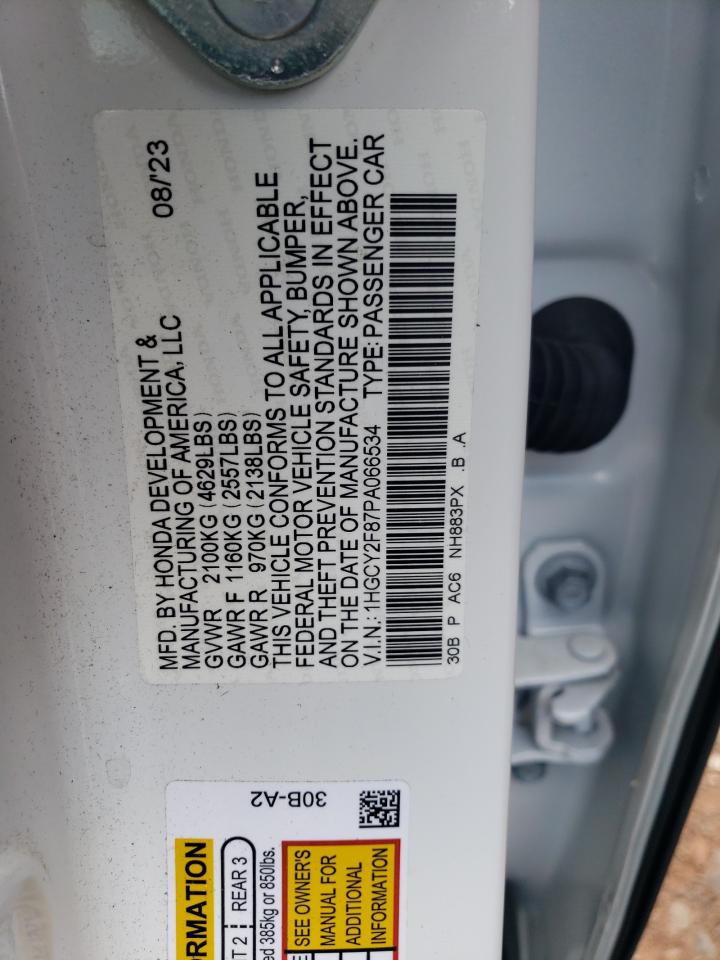 MFD. BY HONDA DEVELOPMENT & 08/'23
MANUFACTURING OF AMERICA, LLC
GVWR 2100KG (4629LBS)
GAWR F 1160KG (2557LBS)
GAWR R 970KG (2138LBS)
THIS VEHICLE CONFORMS TO ALL APPLICABLE
FEDERAL MOTOR VEHICLE SAFETY, BUMPER,
AND THEFT PREVENTION STANDARDS IN EFFECT
ON THE DATE OF MANUFACTURE SHOWN ABOVE.
V.I.N.: 1HGCY2F87PA066534 TYPE: PASSENGER CAR
30B P AC6 NH883PX .B .A
30B-A2
RMATION
T 2 REAR 3
ed 385kg or 850lbs.
SEE OWNER'S
MANUAL FOR
ADDITIONAL
INFORMATION